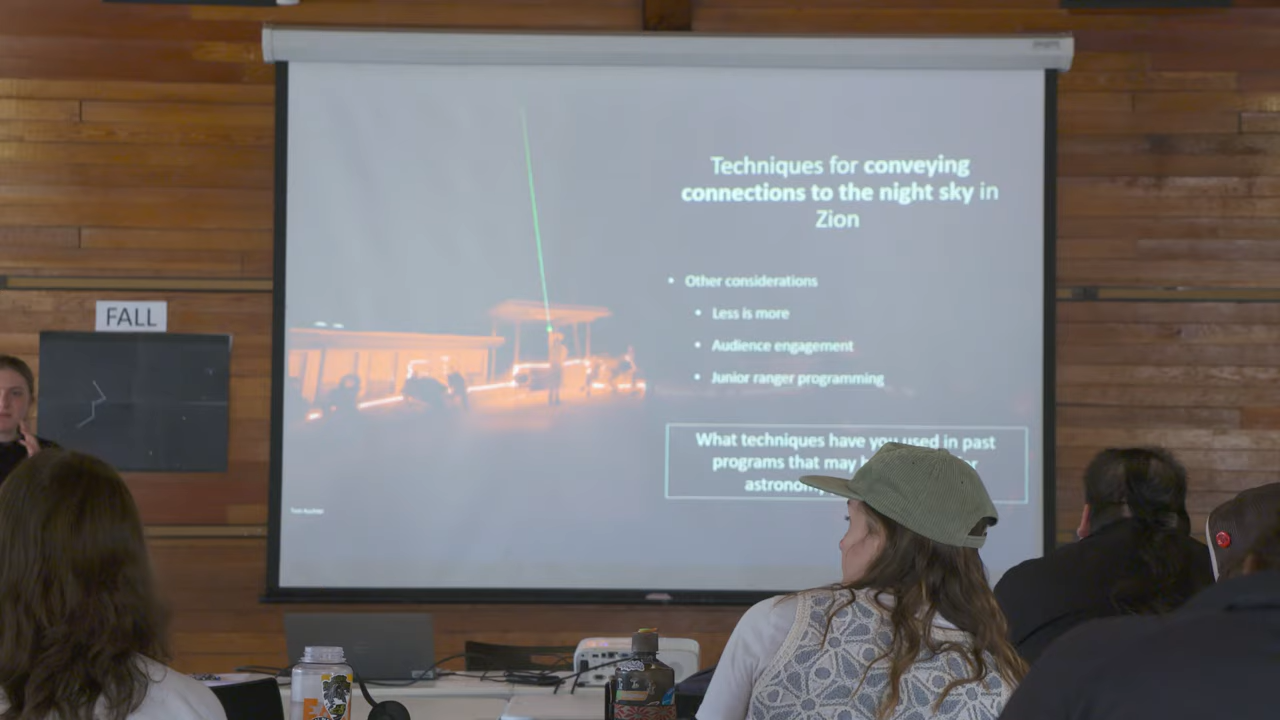 Techniques for conveying
connections to the night sky in
Zion
• Other considerations
• Less is more
• Audience engagement
• Junior ranger programming
What techniques have you used in past
programs that may
FALL